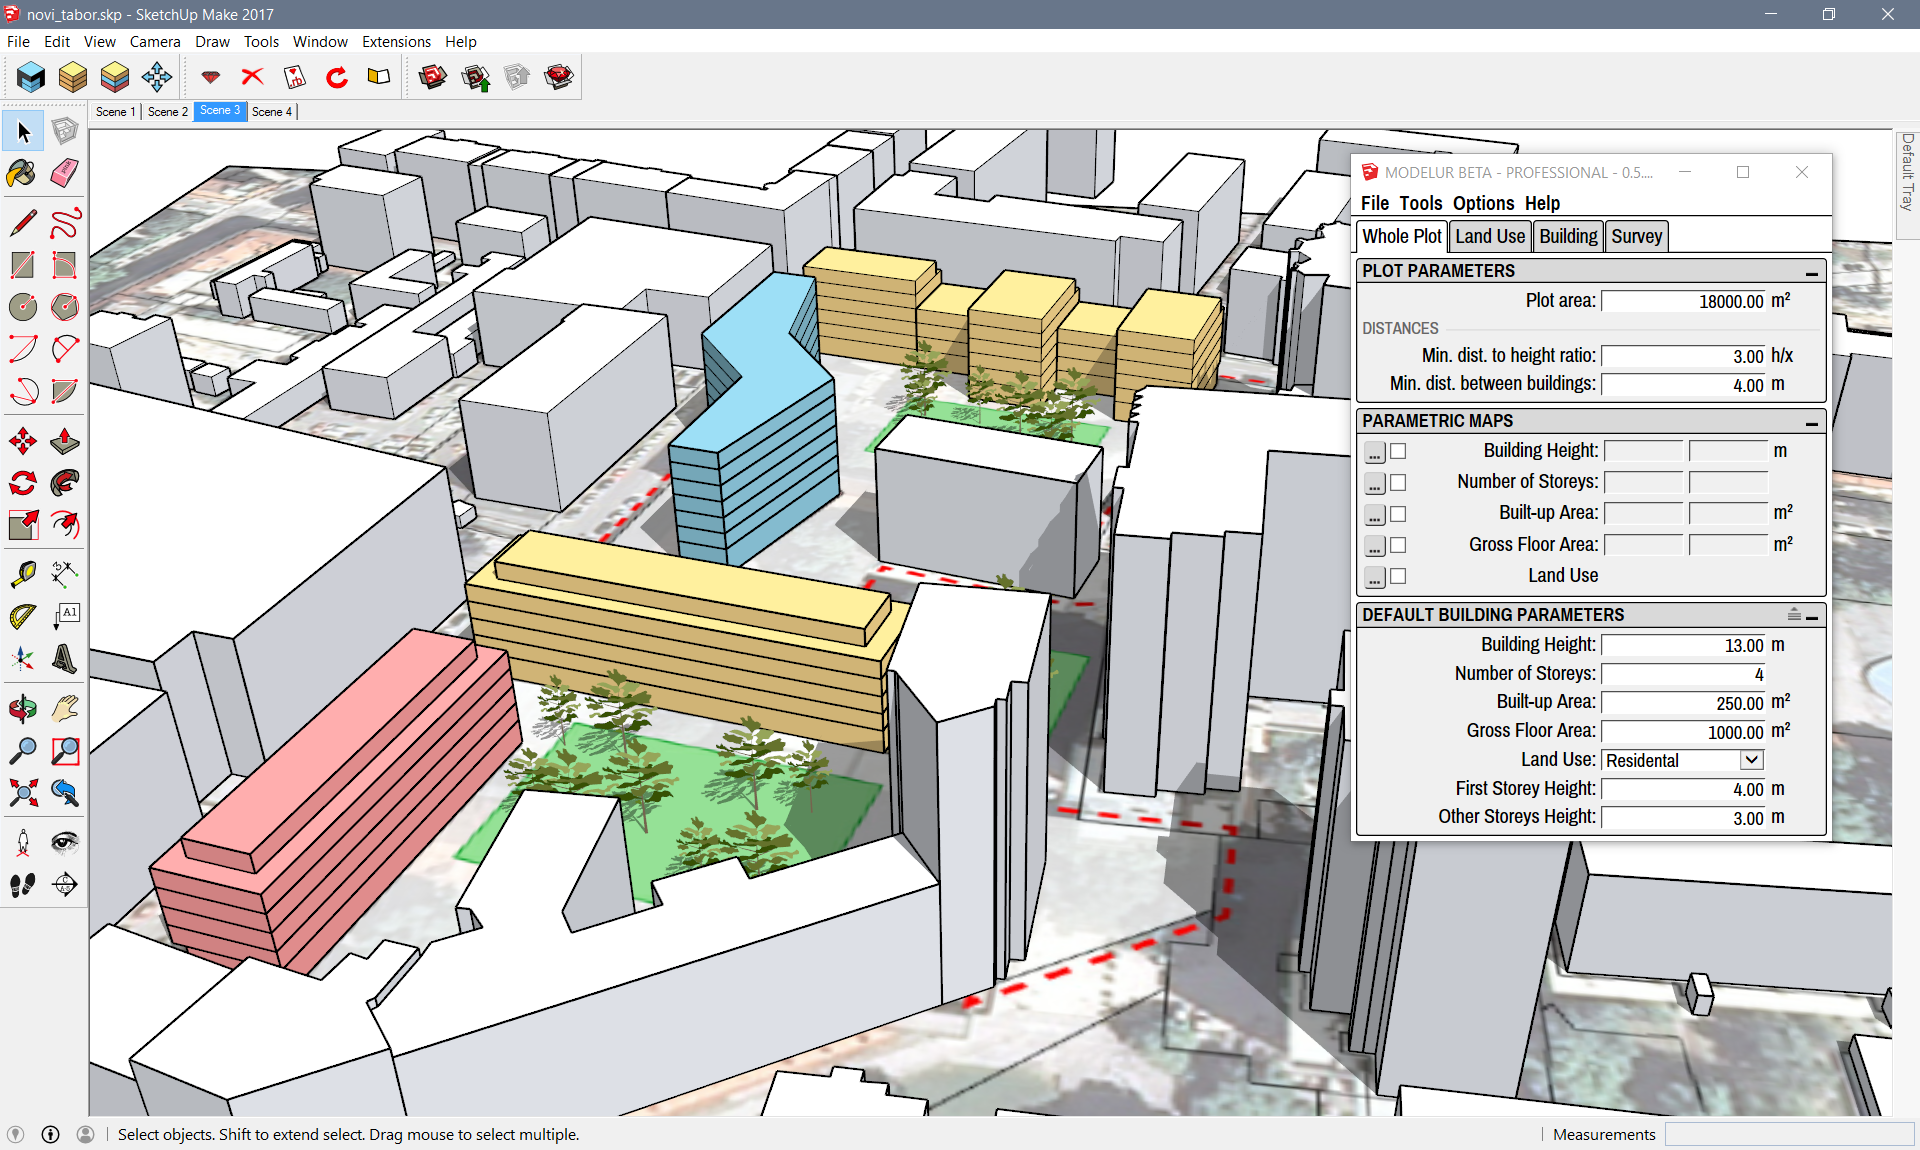 novi_tabor.skp - SketchUp Make 2017
File Edit View Camera Draw Tools Window Extensions Help
Scene 1 Scene 2 Scene 3 Scene 4
Default Tray
MODELUR BETA - PROFESSIONAL - 0.5....
File Tools Options Help
Whole Plot Land Use Building Survey
PLOT PARAMETERS
Plot area: 18000.00 m²
DISTANCES
Min. dist. to height ratio: 3.00 h/x
Min. dist. between buildings: 4.00 m
PARAMETRIC MAPS
... Building Height: m
... Number of Storeys:
... Built-up Area: m²
... Gross Floor Area: m²
... Land Use
DEFAULT BUILDING PARAMETERS
Building Height: 13.00 m
Number of Storeys: 4
Built-up Area: 250.00 m²
Gross Floor Area: 1000.00 m²
Land Use: Residental
First Storey Height: 4.00 m
Other Storeys Height: 3.00 m
A1
Select objects. Shift to extend select. Drag mouse to select multiple.
Measurements